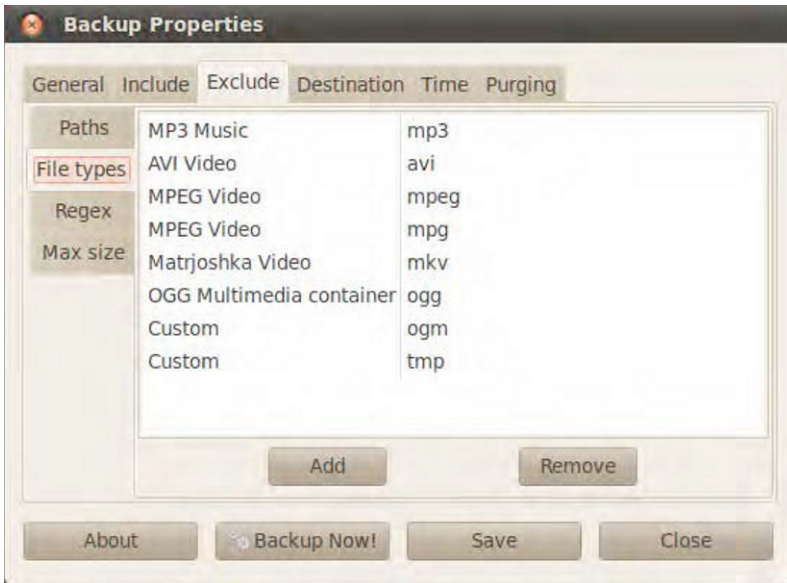 Backup Properties
General Include Exclude Destination Time Purging
Paths
File types
Regex
Max size
MP3 Music mp3
AVI Video avi
MPEG Video mpeg
MPEG Video mpg
Matrjoshka Video mkv
OGG Multimedia container ogg
Custom ogm
Custom tmp
Add Remove
About Backup Now! Save Close